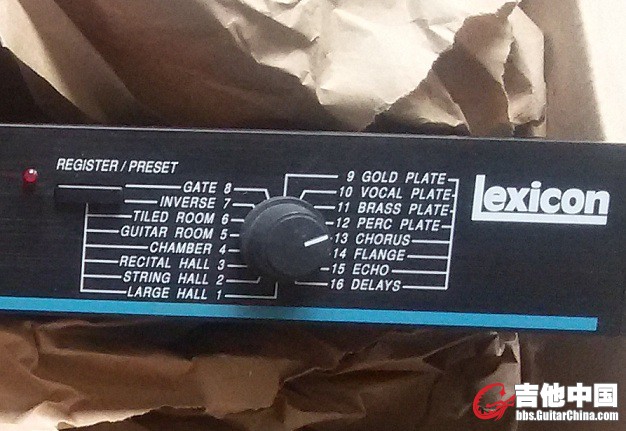 REGISTER / PRESET
GATE 8
INVERSE 7
TILED ROOM 6
GUITAR ROOM 5
CHAMBER 4
RECITAL HALL 3
STRING HALL 2
LARGE HALL 1
9 GOLD PLATE
10 VOCAL PLATE
11 BRASS PLATE
12 PERC PLATE
13 CHORUS
14 FLANGE
15 ECHO
16 DELAYS
Lexicon
吉他中国
bbs.GuitarChina.com